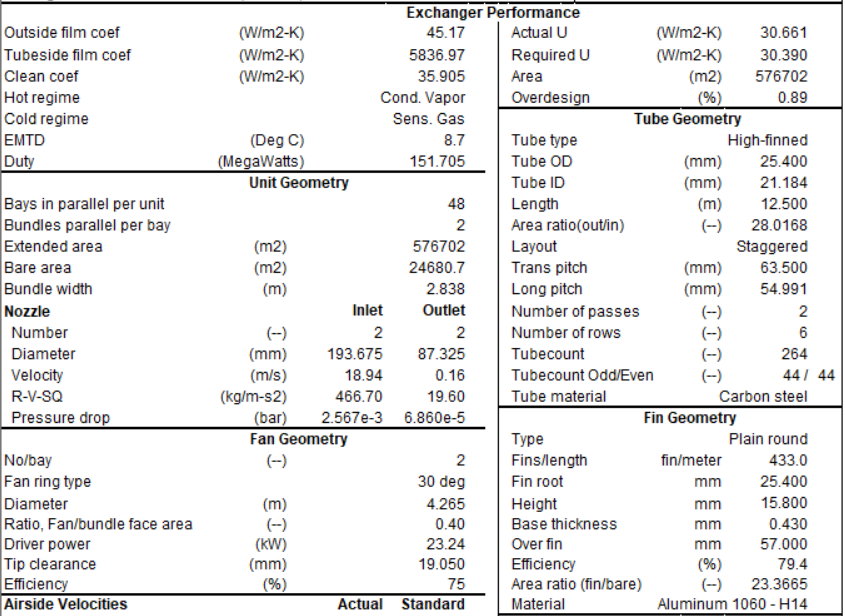 Exchanger Performance
Outside film coef (W/m2-K) 45.17
Tubeside film coef (W/m2-K) 5836.97
Clean coef (W/m2-K) 35.905
Hot regime Cond. Vapor
Cold regime Sens. Gas
EMTD (Deg C) 8.7
Duty (MegaWatts) 151.705
Unit Geometry
Bays in parallel per unit 48
Bundles parallel per bay 2
Extended area (m2) 576702
Bare area (m2) 24680.7
Bundle width (m) 2.838
Nozzle Inlet Outlet
Number (--) 2 2
Diameter (mm) 193.675 87.325
Velocity (m/s) 18.94 0.16
R-V-SQ (kg/m-s2) 466.70 19.60
Pressure drop (bar) 2.567e-3 6.860e-5
Fan Geometry
No/bay (--) 2
Fan ring type 30 deg
Diameter (m) 4.265
Ratio, Fan/bundle face area (--) 0.40
Driver power (kW) 23.24
Tip clearance (mm) 19.050
Efficiency (%) 75
Airside Velocities Actual Standard
Actual U (W/m2-K) 30.661
Required U (W/m2-K) 30.390
Area (m2) 576702
Overdesign (%) 0.89
Tube Geometry
Tube type High-finned
Tube OD (mm) 25.400
Tube ID (mm) 21.184
Length (m) 12.500
Area ratio(out/in) (--) 28.0168
Layout Staggered
Trans pitch (mm) 63.500
Long pitch (mm) 54.991
Number of passes (--) 2
Number of rows (--) 6
Tubecount (--) 264
Tubecount Odd/Even (--) 44 / 44
Tube material Carbon steel
Fin Geometry
Type Plain round
Fins/length fin/meter 433.0
Fin root mm 25.400
Height mm 15.800
Base thickness mm 0.430
Over fin mm 57.000
Efficiency (%) 79.4
Area ratio (fin/bare) (--) 23.3665
Material Aluminum 1060 - H14